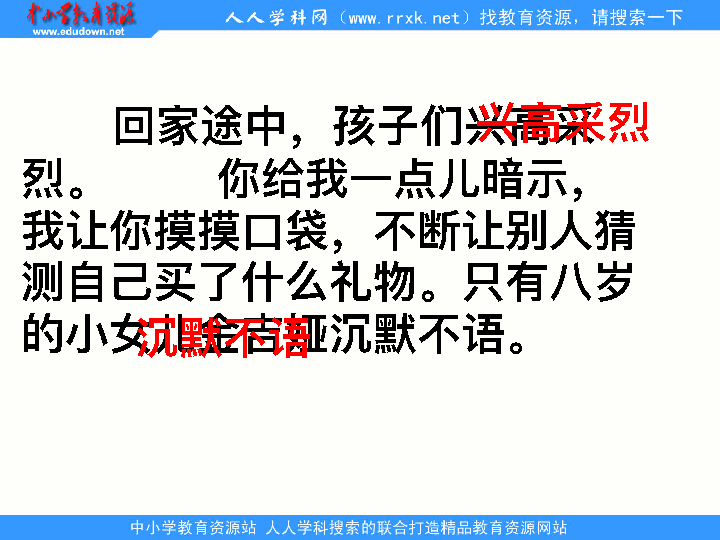 中小学教育资源
www.edudown.net
人人学科网（www.rrxk.net）找教育资源，请搜索一下
回家途中，孩子们兴高采
兴高采烈
烈。 你给我一点儿暗示，
我让你摸摸口袋，不断让别人猜
测自己买了什么礼物。只有八岁
的小女儿金吉娅沉默不语。
沉默不语
中小学教育资源站 人人学科搜索的联合打造精品教育资源网站